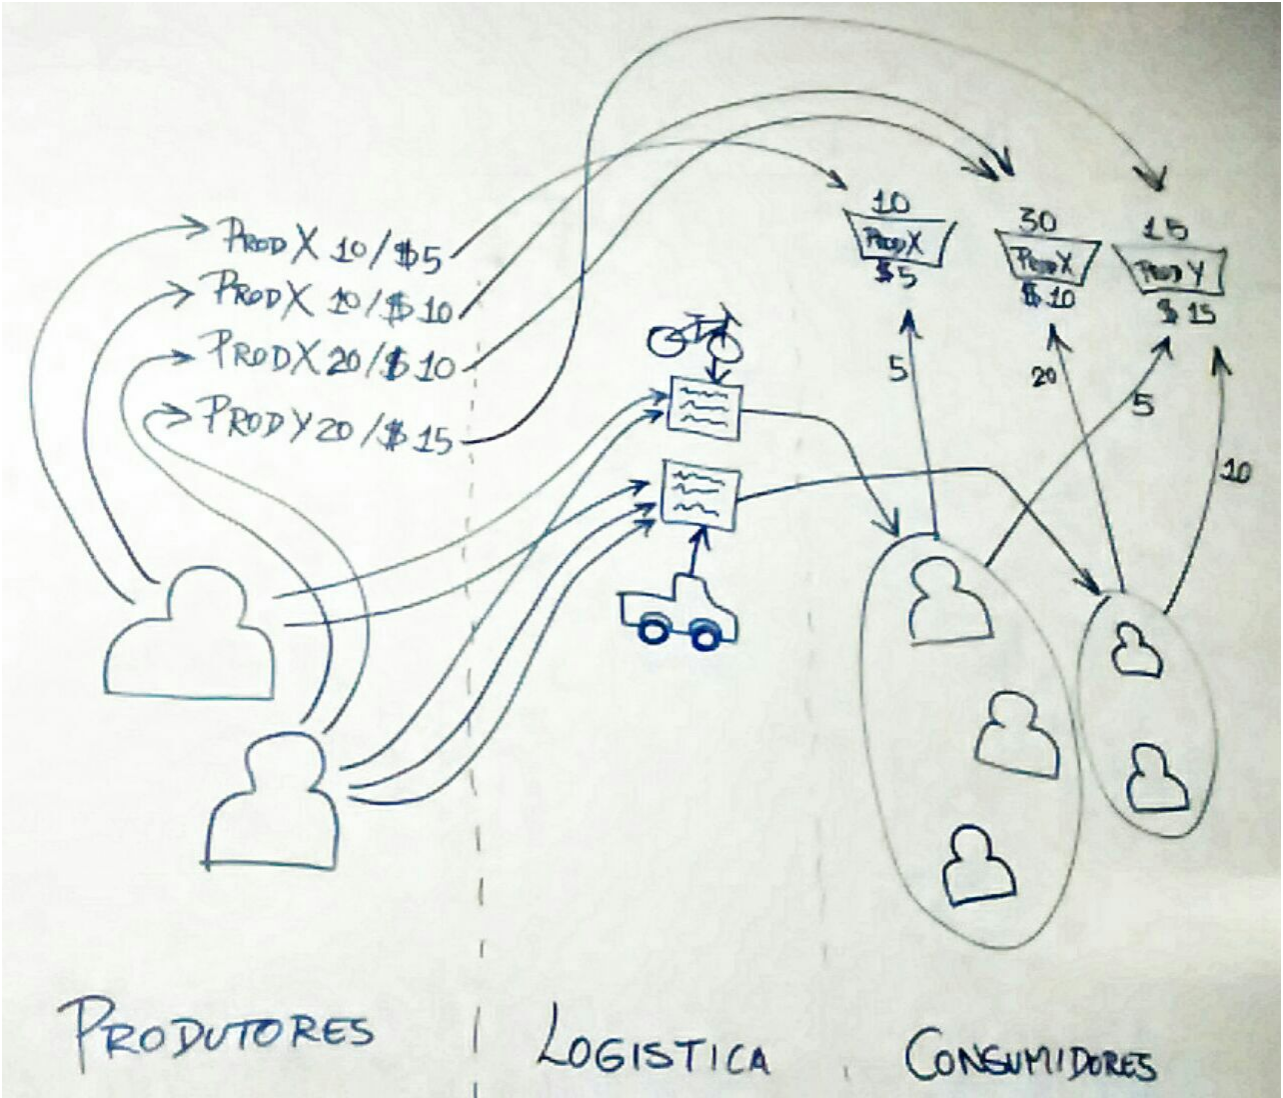 PROD X 10/$5
PROD X 10/$10
PROD X 20/$10
PROD Y 20/$15
10
PROD X
$5
30
PROD X
$10
15
PROD Y
$15
5
20
5
10
PRODUTORES
LOGISTICA
CONSUMIDORES